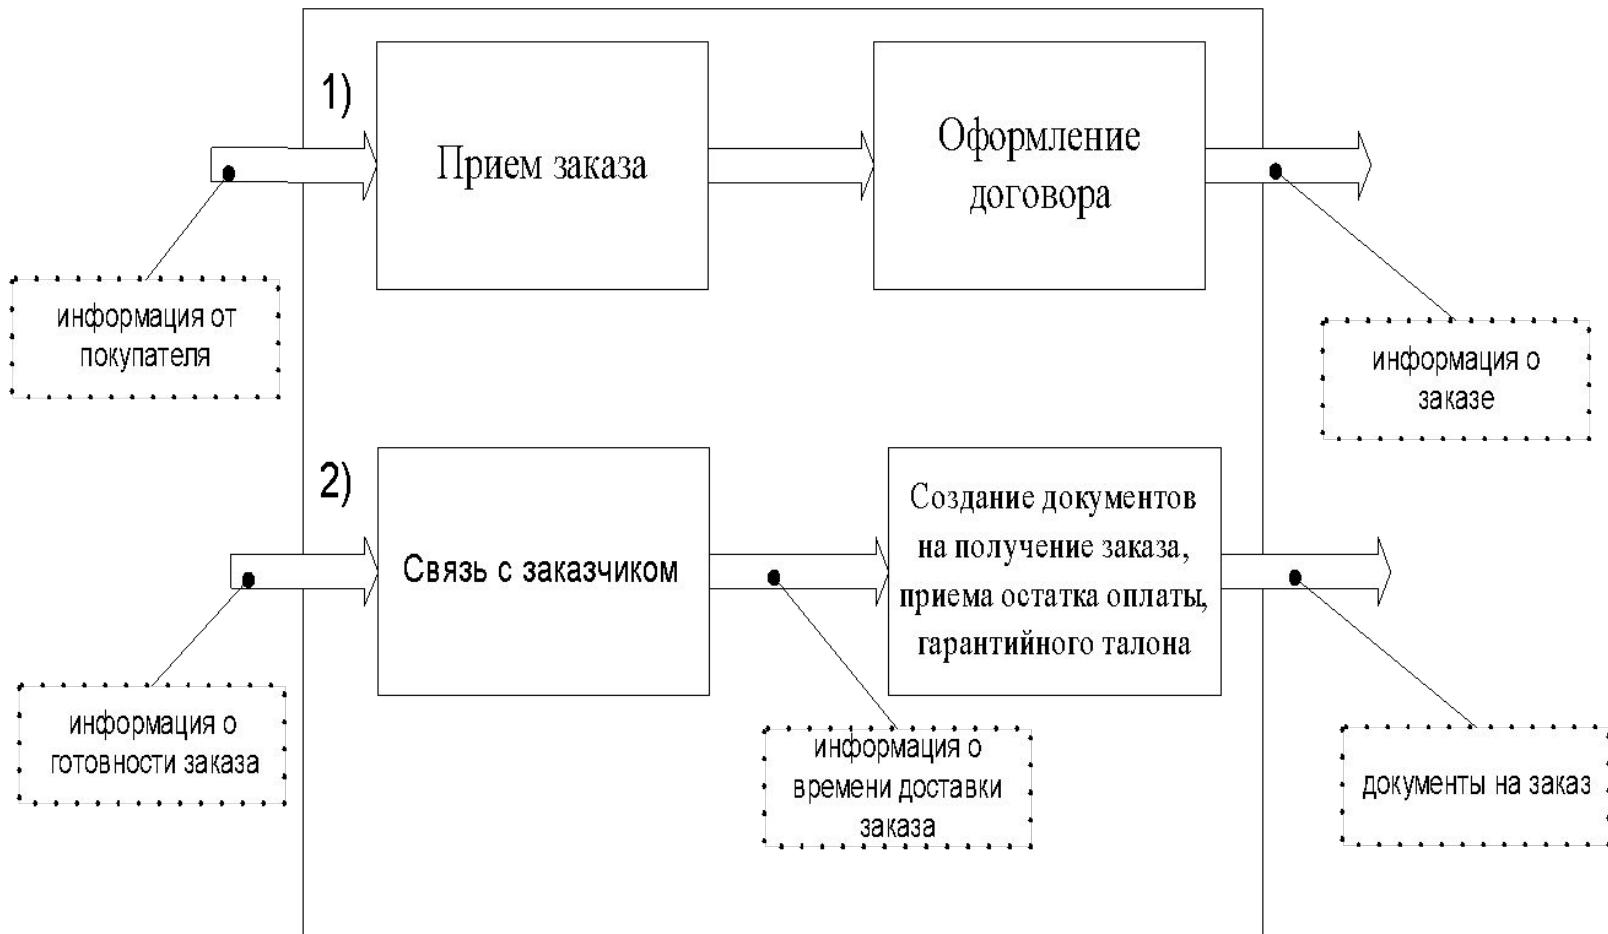 1)
Прием заказа
Оформление
договора
информация от
покупателя
информация о
заказе
2)
Связь с заказчиком
Создание документов
на получение заказа,
приема остатка оплаты,
гарантийного талона
информация о
готовности заказа
информация о
времени доставки
заказа
документы на заказ